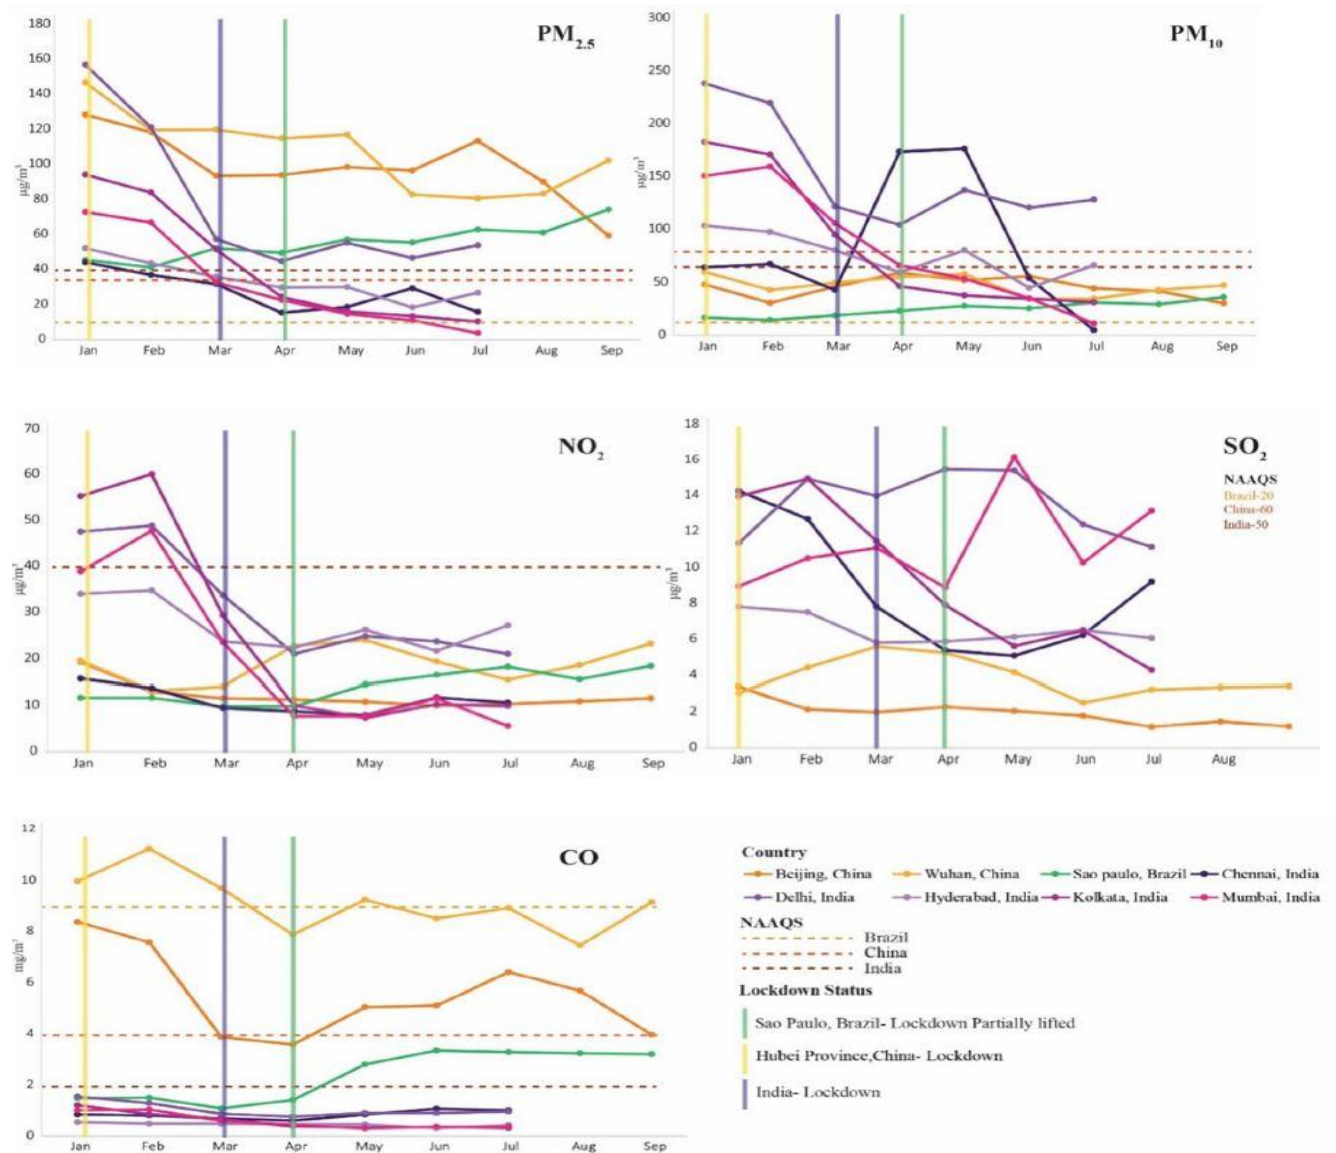 PM2.5
180
160
140
120
100
80
60
40
20
0
µg/m³
Jan Feb Mar Apr May Jun Jul Aug Sep
PM10
300
250
200
150
100
50
0
µg/m³
Jan Feb Mar Apr May Jun Jul Aug Sep
NO2
70
60
50
40
30
20
10
0
µg/m³
Jan Feb Mar Apr May Jun Jul Aug Sep
SO2
18
16
14
12
10
8
6
4
2
0
µg/m³
NAAQS
Brazil-20
China-60
India-50
Jan Feb Mar Apr May Jun Jul Aug
CO
12
10
8
6
4
2
0
mg/m³
Jan Feb Mar Apr May Jun Jul Aug Sep
Country
Beijing, China Wuhan, China Sao paulo, Brazil Chennai, India
Delhi, India Hyderabad, India Kolkata, India Mumbai, India
NAAQS
Brazil
China
India
Lockdown Status
Sao Paulo, Brazil- Lockdown Partially lifted
Hubei Province,China- Lockdown
India- Lockdown